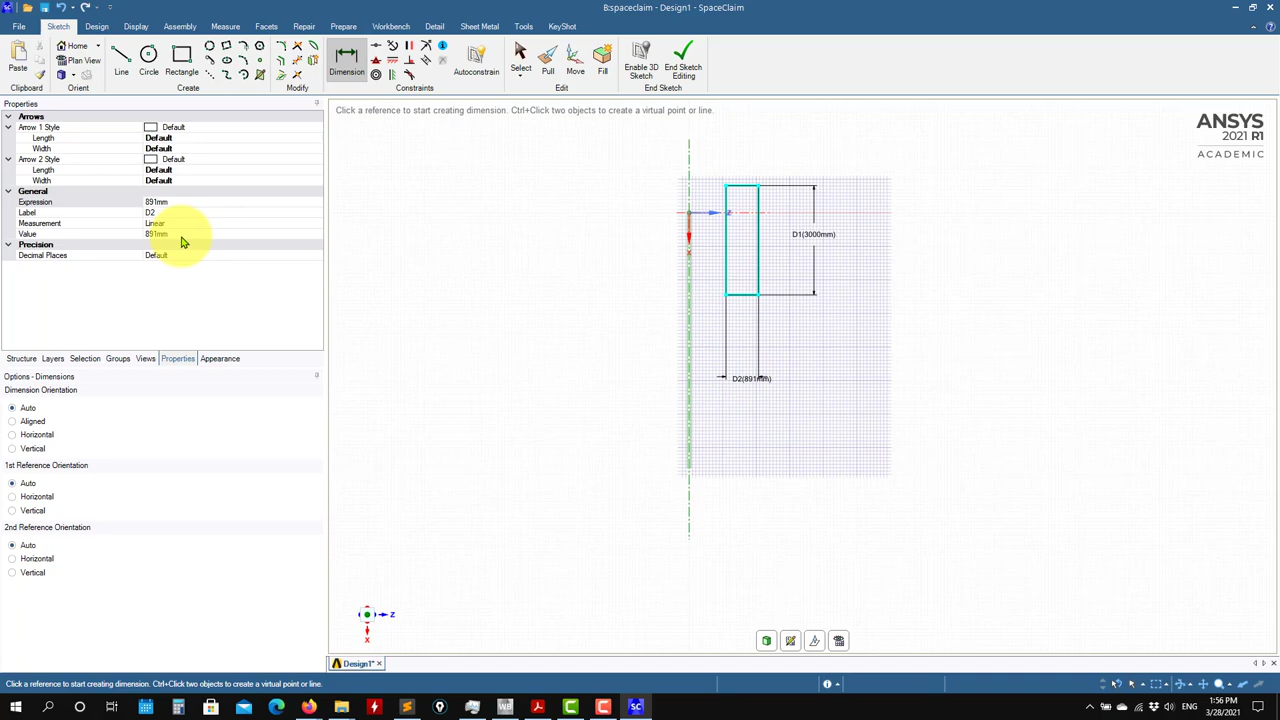 B:spaceclaim - Design1 - SpaceClaim
File Sketch Design Display Assembly Measure Facets Repair Prepare Workbench Detail Sheet Metal Tools KeyShot
Home
Plan View
Paste
Line Circle Rectangle
Dimension
Autoconstrain
Select Pull Move Fill
Enable 3D Sketch
End Sketch Editing
Clipboard Orient Create Modify Constraints Edit End Sketch
Properties
Arrows
Arrow 1 Style Default
Length Default
Width Default
Arrow 2 Style Default
Length Default
Width Default
General
Expression 891mm
Label D2
Measurement Linear
Value 891mm
Precision
Decimal Places Default
Structure Layers Selection Groups Views Properties Appearance
Options - Dimensions
Dimension Orientation
Auto
Aligned
Horizontal
Vertical
1st Reference Orientation
Auto
Horizontal
Vertical
2nd Reference Orientation
Auto
Horizontal
Vertical
Click a reference to start creating dimension. Ctrl+Click two objects to create a virtual point or line.
ANSYS
2021 R1
ACADEMIC
Z
X
D1(3000mm)
D2(891mm)
Z
X
Design1*
Click a reference to start creating dimension. Ctrl+Click two objects to create a virtual point or line.
WB
SC
ENG
1:56 PM
3/28/2021